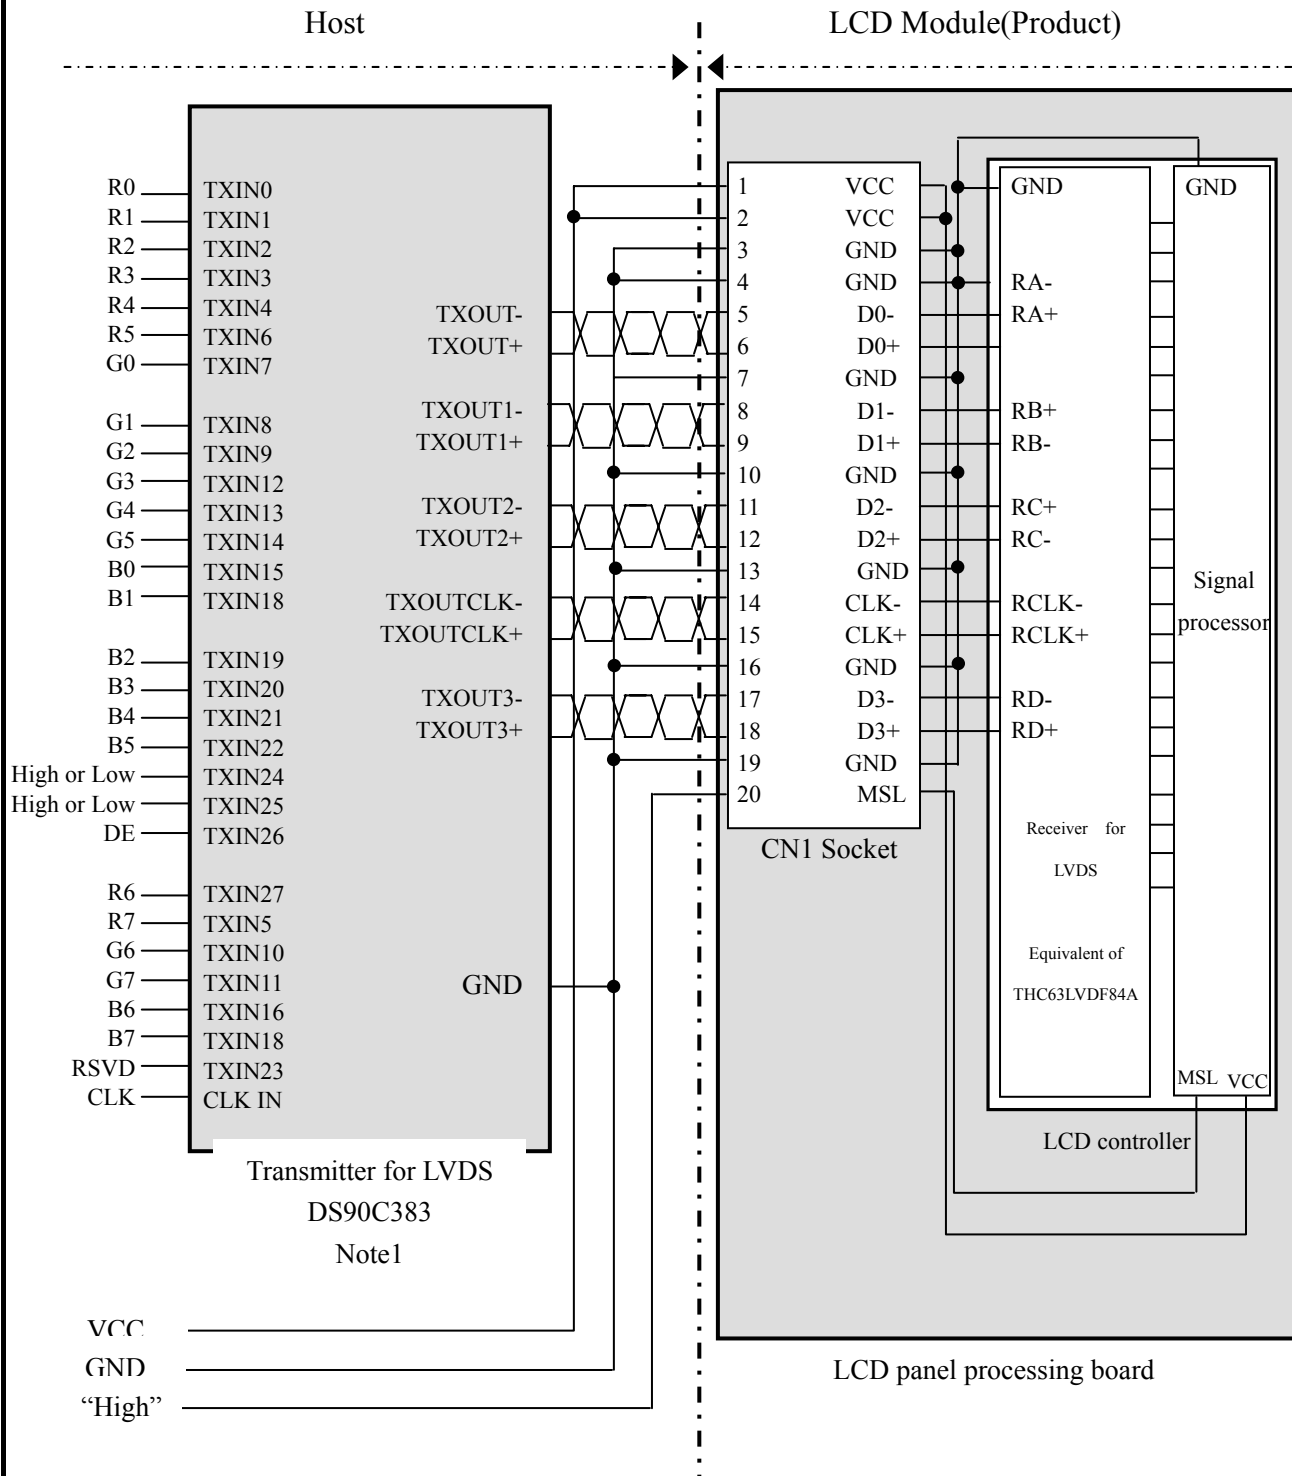 Host
LCD Module(Product)
R0 TXIN0
R1 TXIN1
R2 TXIN2
R3 TXIN3
R4 TXIN4
R5 TXIN6
G0 TXIN7
G1 TXIN8
G2 TXIN9
G3 TXIN12
G4 TXIN13
G5 TXIN14
B0 TXIN15
B1 TXIN18
B2 TXIN19
B3 TXIN20
B4 TXIN21
B5 TXIN22
High or Low TXIN24
High or Low TXIN25
DE TXIN26
R6 TXIN27
R7 TXIN5
G6 TXIN10
G7 TXIN11
B6 TXIN16
B7 TXIN18
RSVD TXIN23
CLK CLK IN
TXOUT-
TXOUT+
TXOUT1-
TXOUT1+
TXOUT2-
TXOUT2+
TXOUTCLK-
TXOUTCLK+
TXOUT3-
TXOUT3+
GND
Transmitter for LVDS
DS90C383
Note1
VCC
GND
“High”
1 VCC
2 VCC
3 GND
4 GND
5 D0-
6 D0+
7 GND
8 D1-
9 D1+
10 GND
11 D2-
12 D2+
13 GND
14 CLK-
15 CLK+
16 GND
17 D3-
18 D3+
19 GND
20 MSL
CN1 Socket
GND
RA-
RA+
RB+
RB-
RC+
RC-
RCLK-
RCLK+
RD-
RD+
Receiver for
LVDS
Equivalent of
THC63LVDF84A
GND
Signal
processor
MSL VCC
LCD controller
LCD panel processing board